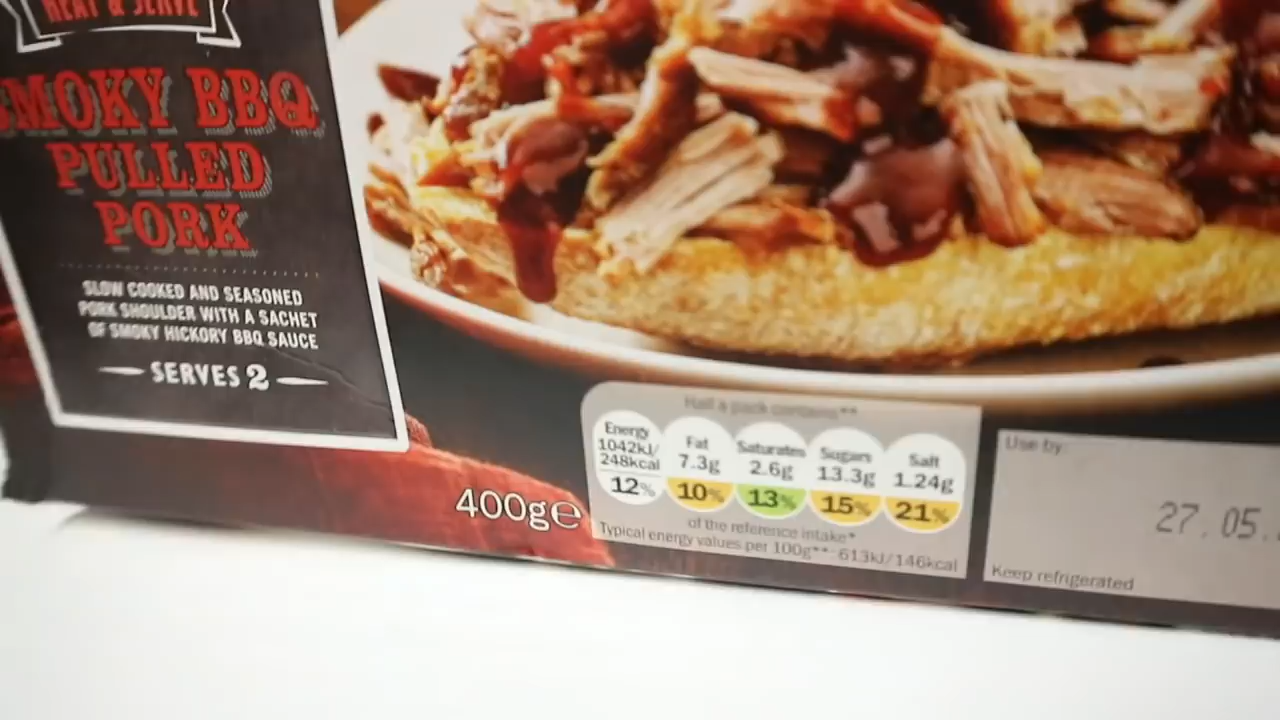 HEAT & SERVE
SMOKY BBQ
PULLED
PORK
SLOW COOKED AND SEASONED
PORK SHOULDER WITH A SACHET
OF SMOKY HICKORY BBQ SAUCE
SERVES 2
400g℮
Half a pack contains**
Energy
1042kJ/
248kcal
12%
Fat
7.3g
10%
Saturates
2.6g
13%
Sugars
13.3g
15%
Salt
1.24g
21%
of the reference intake*
Typical energy values per 100g**: 613kJ/146kcal
Use by:
27.05.
Keep refrigerated